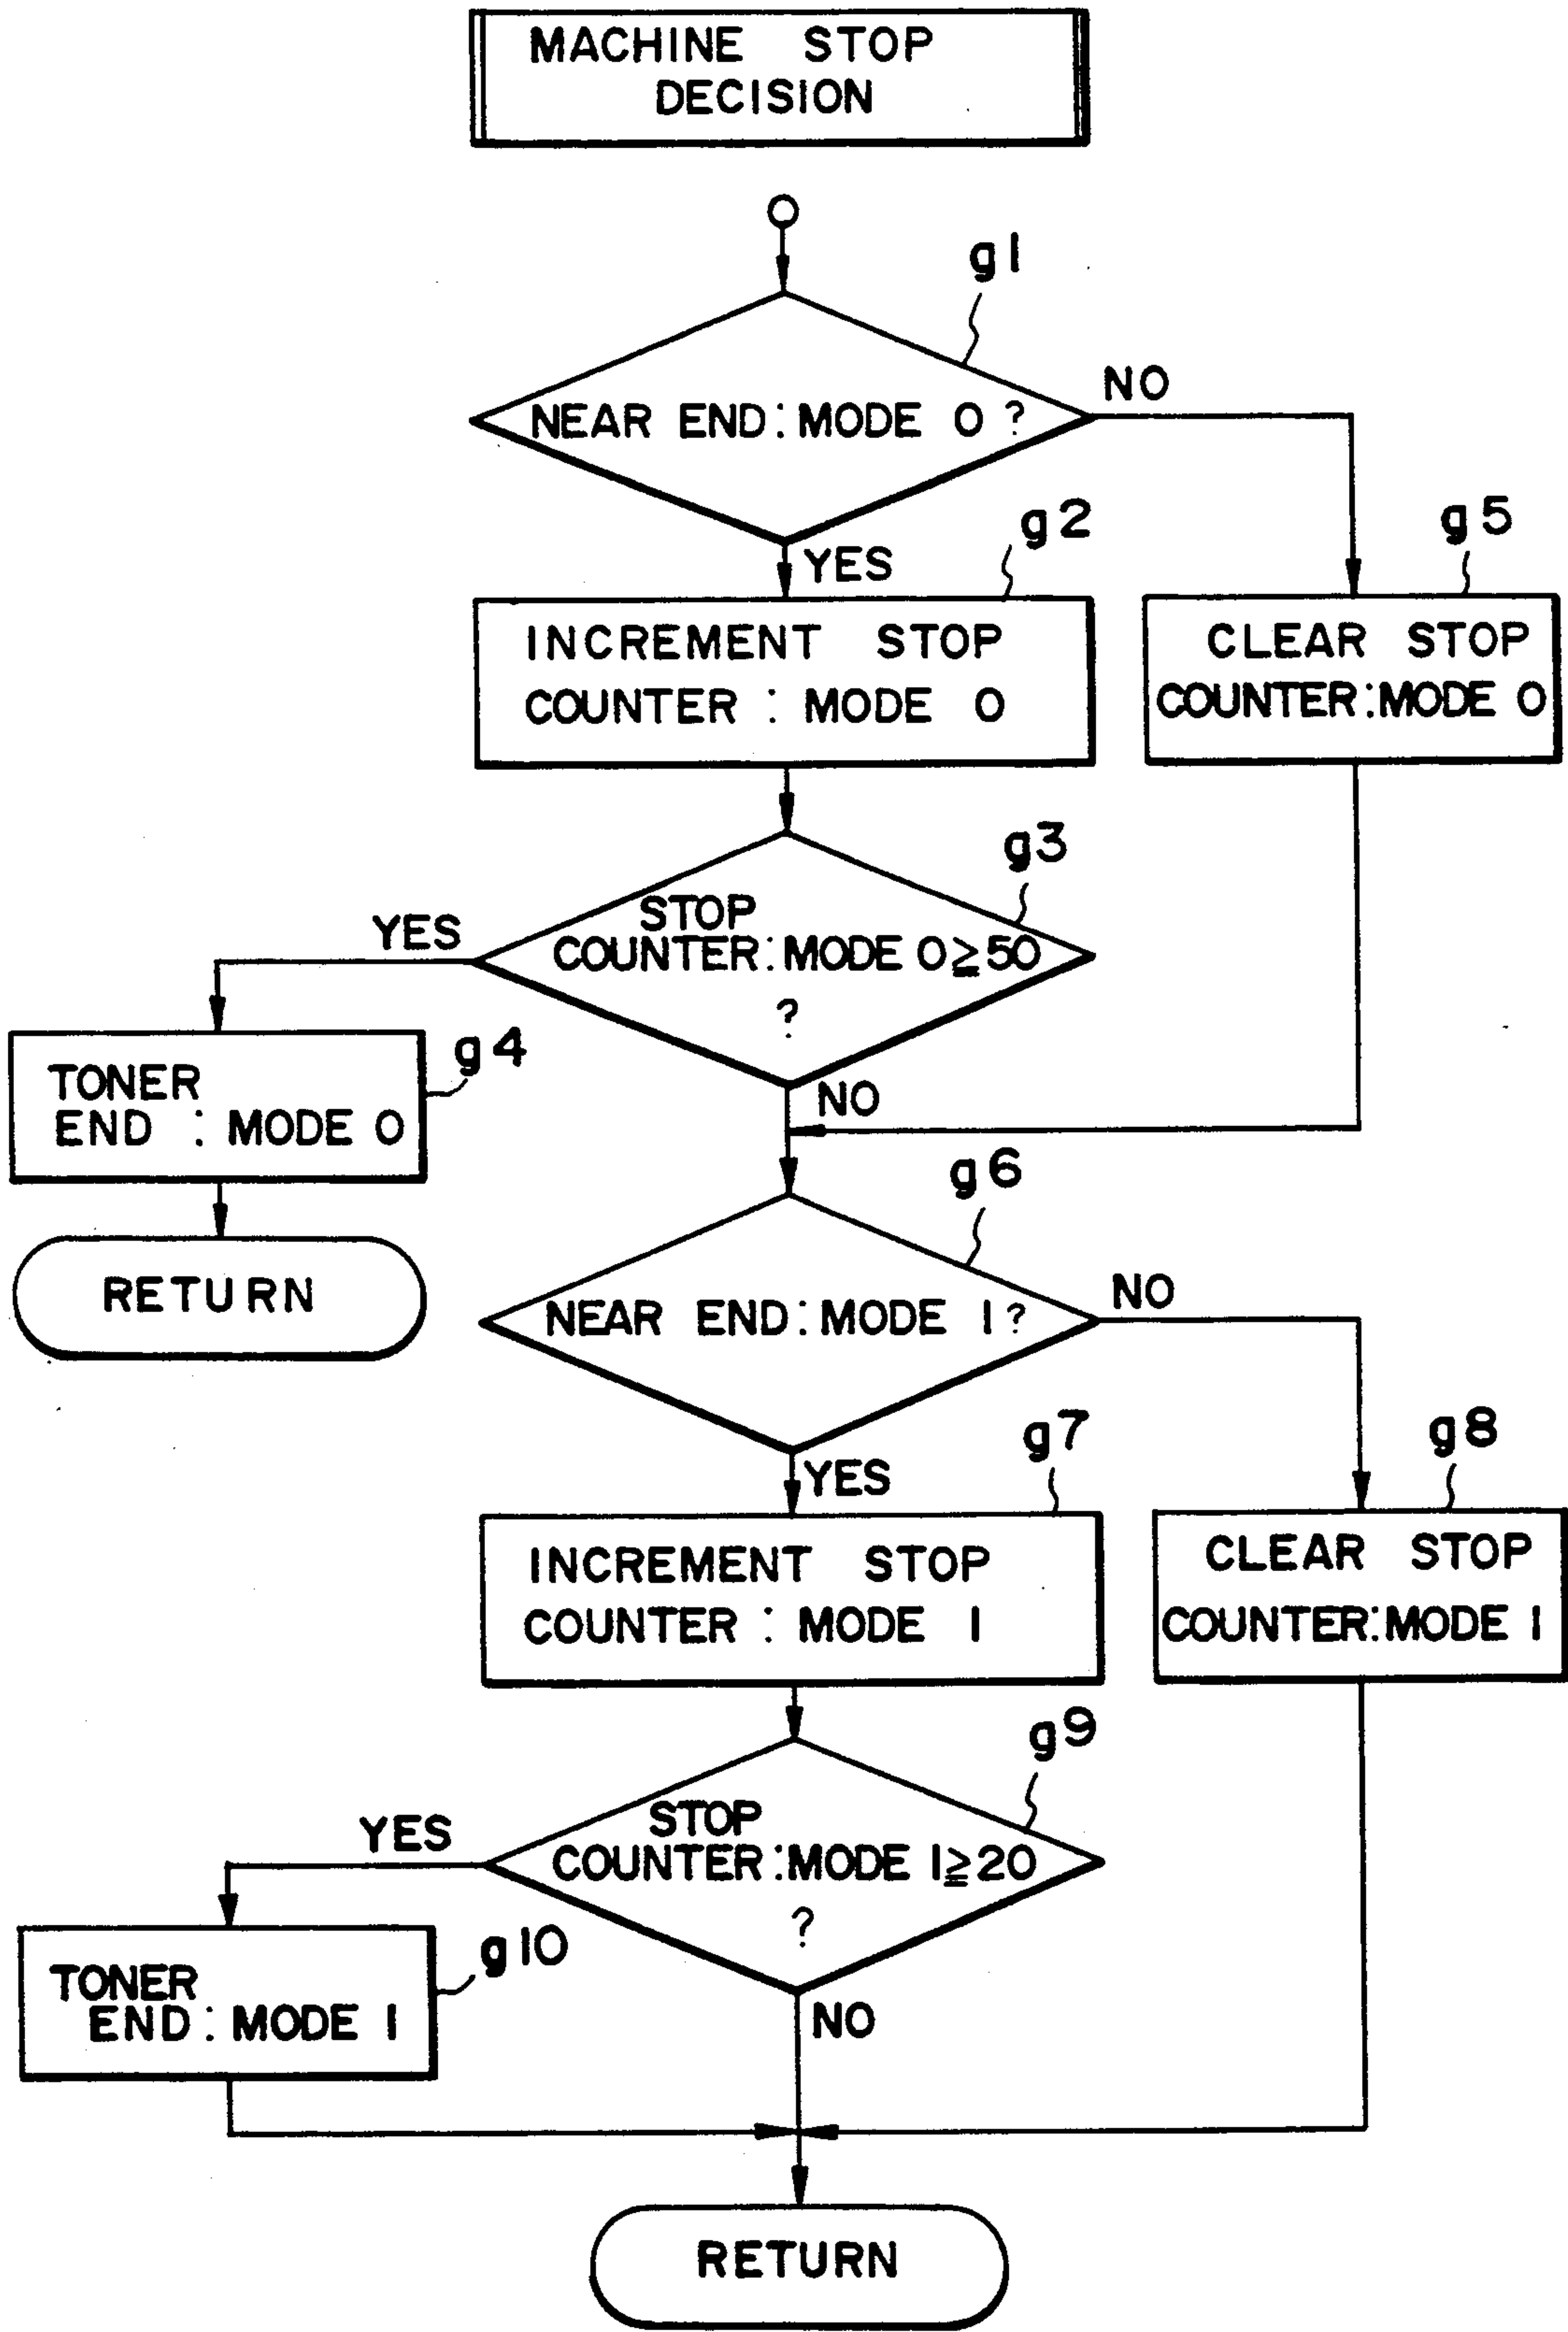 MACHINE STOP
DECISION
g1
NEAR END:MODE 0 ?
NO
YES
g2
g5
INCREMENT STOP
COUNTER : MODE 0
CLEAR STOP
COUNTER:MODE 0
g3
YES
STOP
COUNTER:MODE 0≧50
?
g4
TONER
END : MODE 0
NO
RETURN
g6
NEAR END:MODE 1?
NO
YES
g7
g8
INCREMENT STOP
COUNTER : MODE 1
CLEAR STOP
COUNTER:MODE 1
g9
YES
STOP
COUNTER:MODE 1≧20
?
g10
TONER
END:MODE 1
NO
RETURN